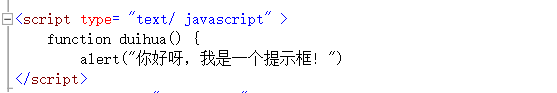 <script type= "text/ javascript" >
function duihua() {
alert("你好呀，我是一个提示框！")
</script>